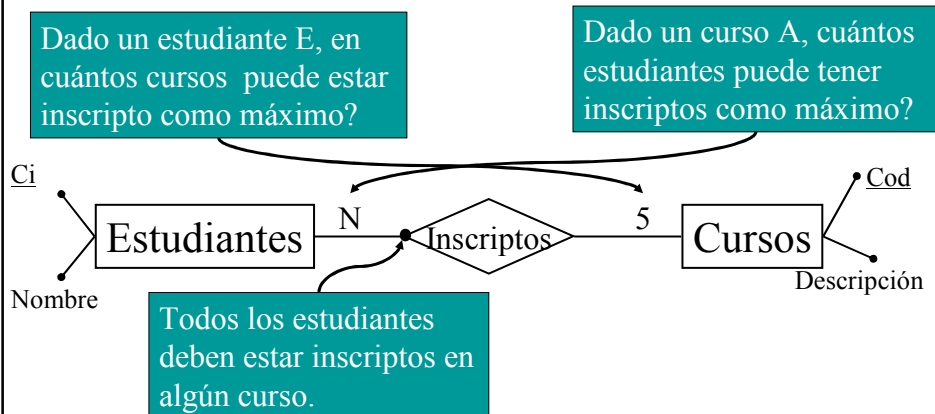 Dado un estudiante E, en
cuántos cursos puede estar
inscripto como máximo?
Dado un curso A, cuántos
estudiantes puede tener
inscriptos como máximo?
Ci
Cod
N
5
Estudiantes
Inscriptos
Cursos
Nombre
Descripción
Todos los estudiantes
deben estar inscriptos en
algún curso.